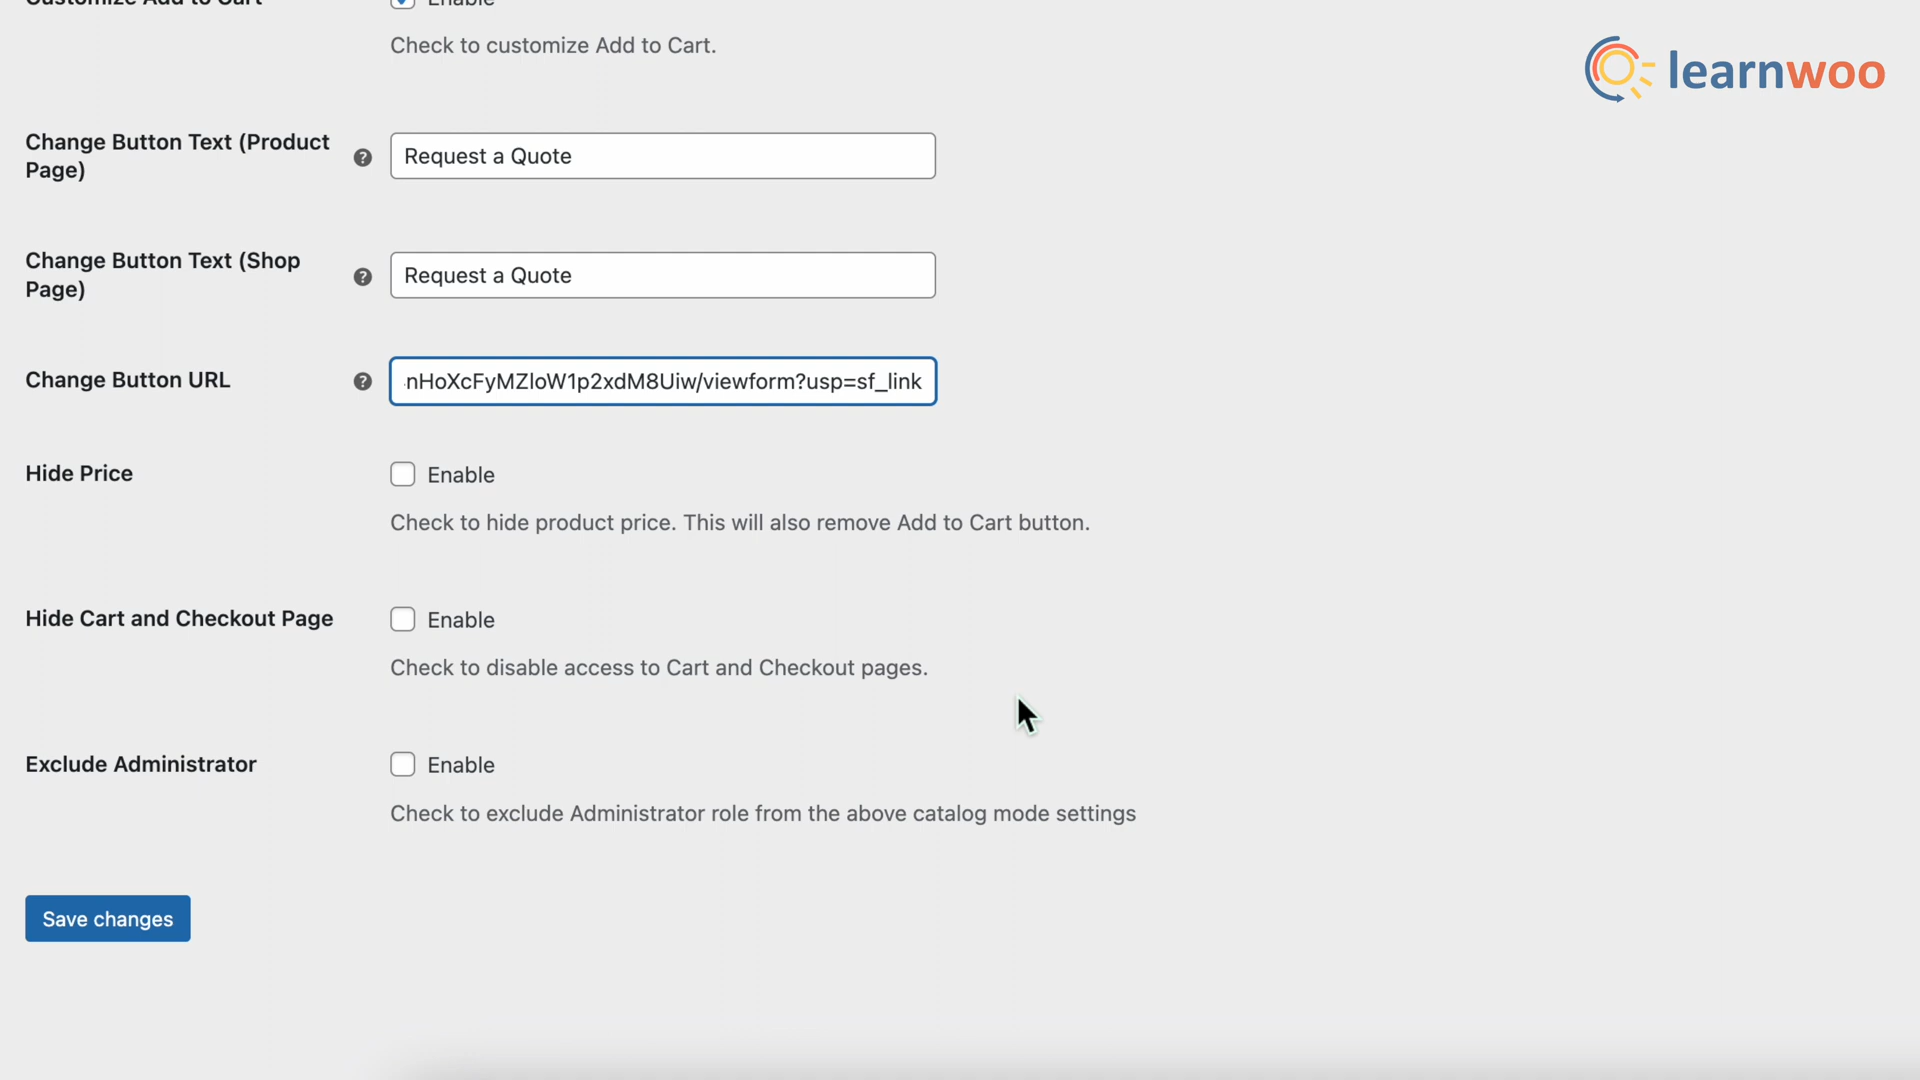 Customize Add to Cart
Enable
Check to customize Add to Cart.
learnwoo
Change Button Text (Product
Page)
?
Request a Quote
Change Button Text (Shop
Page)
?
Request a Quote
Change Button URL
?
nHoXcFyMZloW1p2xdM8Uiw/viewform?usp=sf_link
Hide Price
Enable
Check to hide product price. This will also remove Add to Cart button.
Hide Cart and Checkout Page
Enable
Check to disable access to Cart and Checkout pages.
Exclude Administrator
Enable
Check to exclude Administrator role from the above catalog mode settings
Save changes